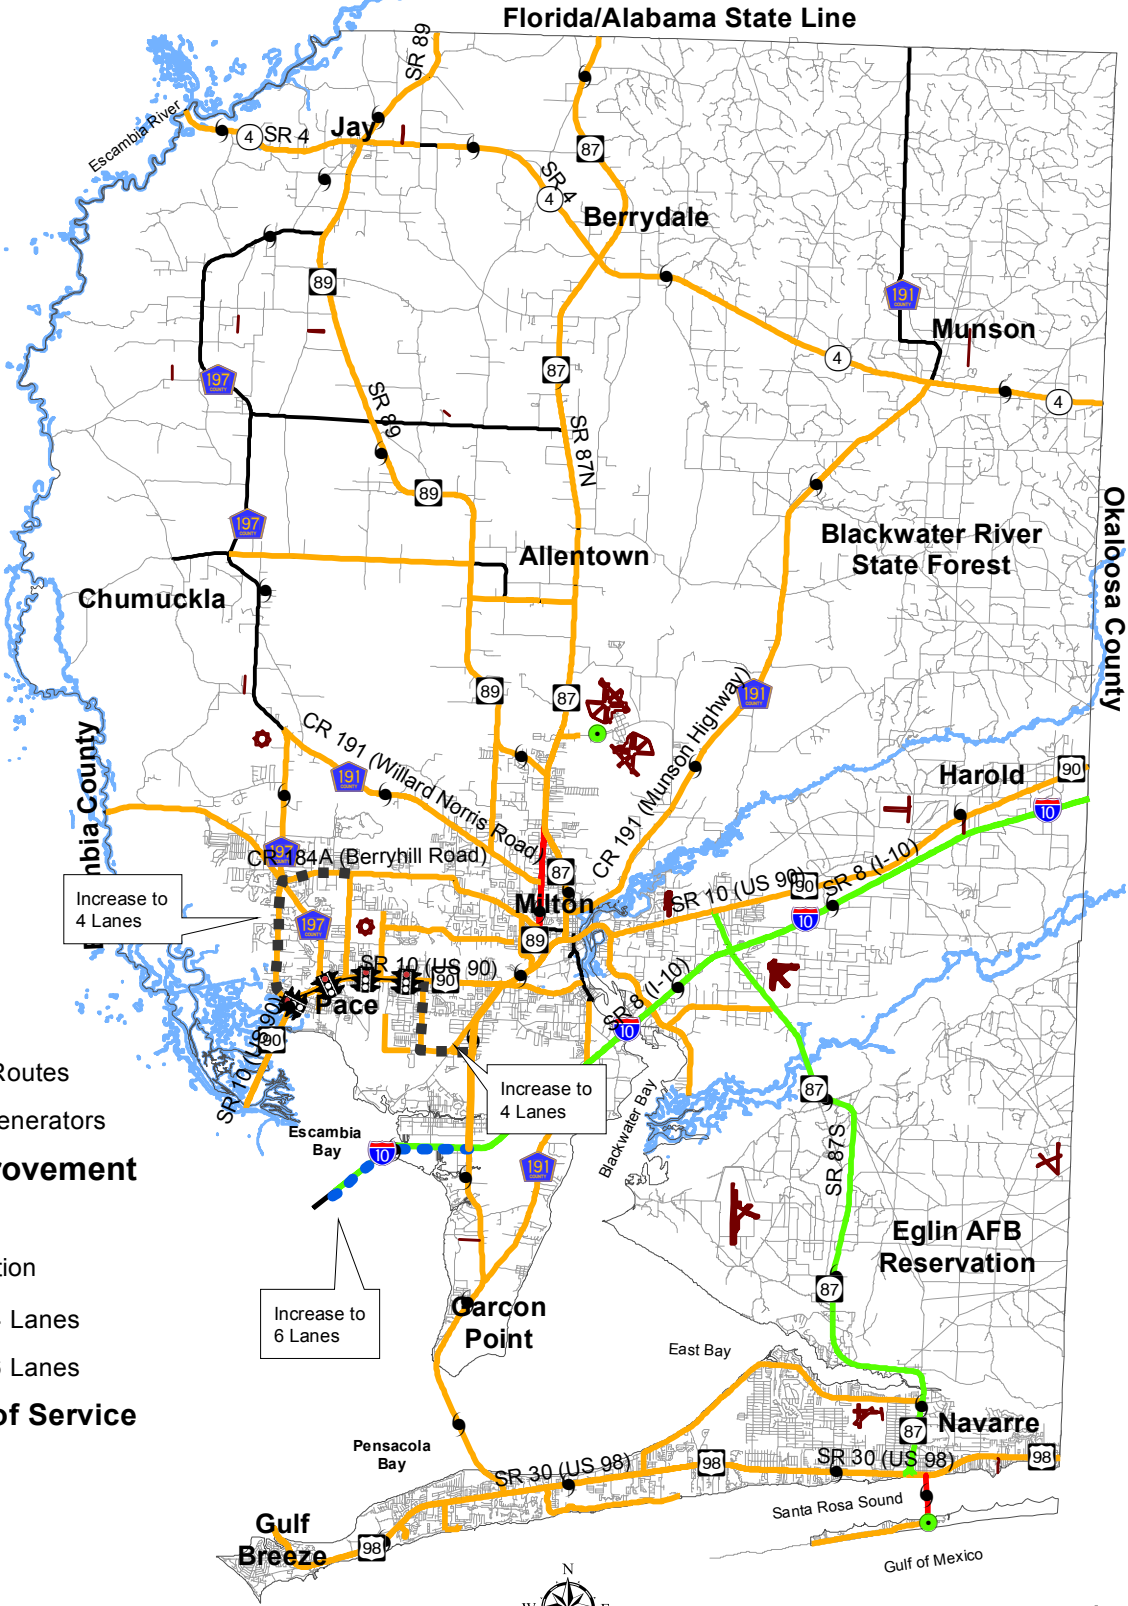 Florida/Alabama State Line
SR 89
Escambia River
4
SR 4
Jay
87
SR 4
4
Berrydale
89
191
COUNTY
Munson
4
87
197
COUNTY
4
SR 89
SR 87N
89
Okaloosa County
197
COUNTY
Blackwater River
State Forest
Allentown
Chumuckla
89
87
191
COUNTY
CR 191 (Willard Norris Road)
CR 191 (Munson Highway)
191
COUNTY
Harold
90
10
197
CR 184A (Berryhill Road)
87
SR 10 (US 90)
90
SR 8 (I-10)
Increase to
4 Lanes
Milton
10
197
COUNTY
89
SR 10 (US 90)
90
Pace
SR 8 (I-10)
10
SR 10 (US 90)
90
Routes
Increase to
4 Lanes
87
enerators
Escambia
Bay
10
Blackwater Bay
SR 87S
rovement
191
COUNTY
Eglin AFB
Reservation
tion
87
Increase to
6 Lanes
Garcon
Point
Lanes
East Bay
Lanes
of Service
Navarre
87
Pensacola
Bay
SR 30 (US 98)
98
SR 30 (US 98)
98
Santa Rosa Sound
Gulf
Breeze
98
Gulf of Mexico
N